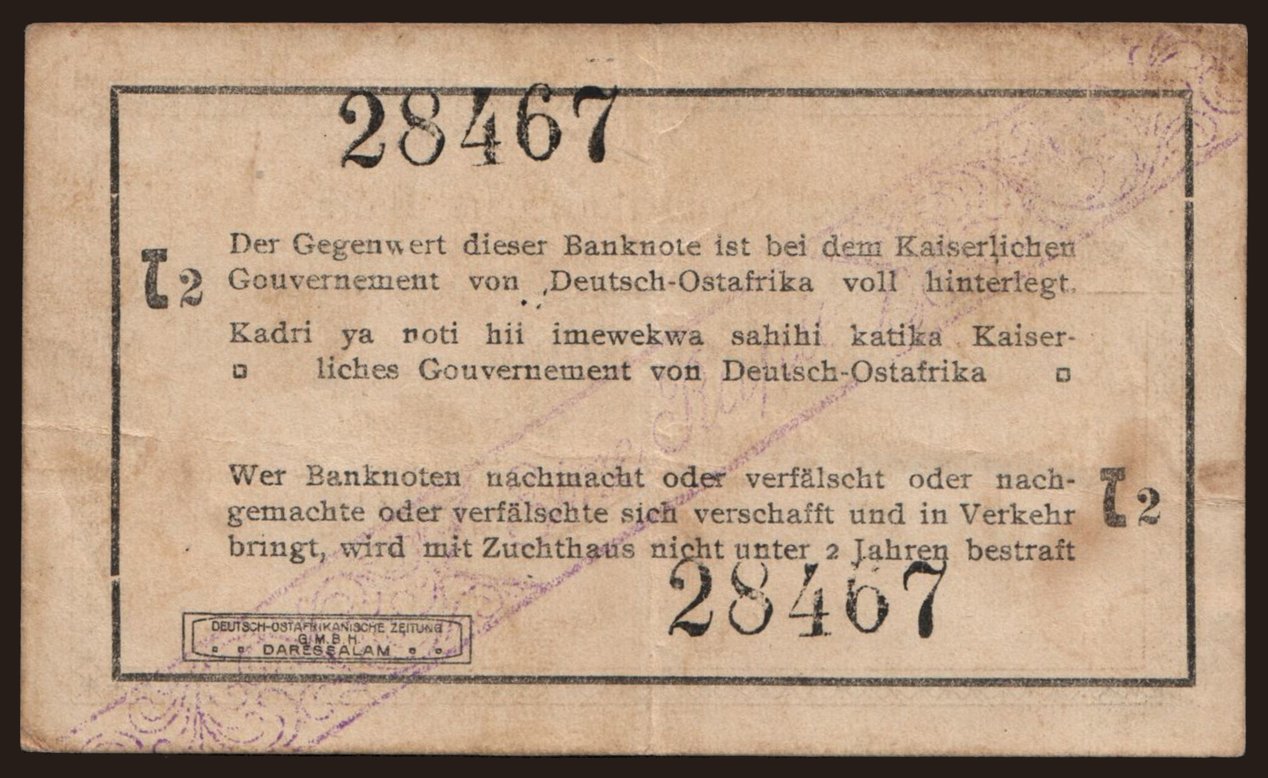 28467
Der Gegenwert dieser Banknote ist bei dem Kaiserlichen
Gouvernement von Deutsch-Ostafrika voll hinterlegt.
2
Kadri ya noti hii imewekwa sahihi katika Kaiser-
liches Gouvernement von Deutsch-Ostafrika
Wer Banknoten nachmacht oder verfälscht oder nach-
gemachte oder verfälschte sich verschafft und in Verkehr
2
bringt, wird mit Zuchthaus nicht unter 2 Jahren bestraft
28467
DEUTSCH-OSTAFRIKANISCHE ZEITUNG
G.M.B.H.
DARESSALAM